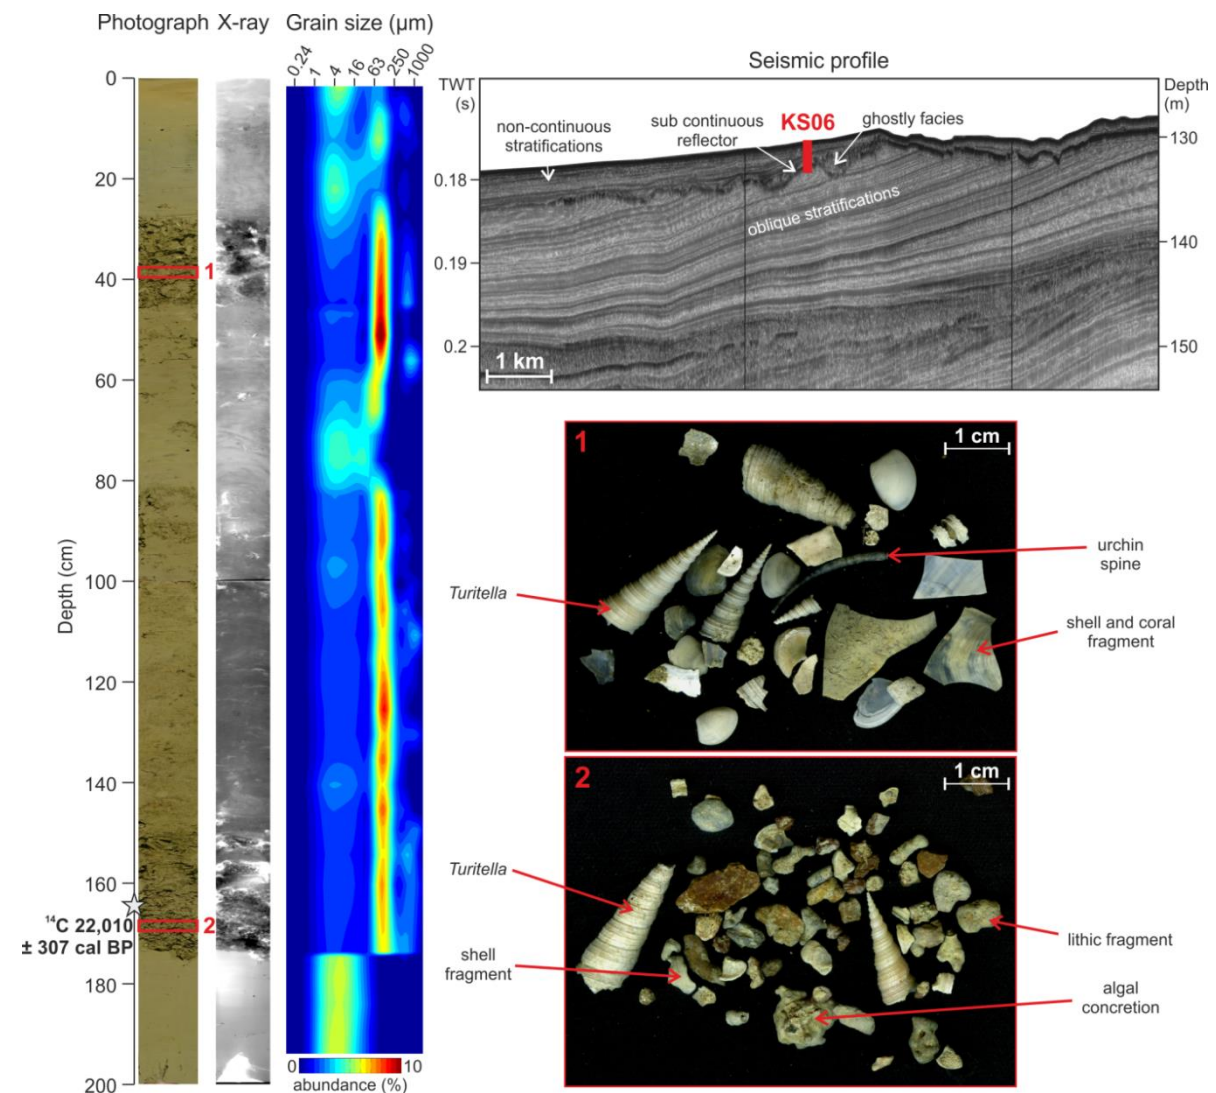 Photograph X-ray Grain size (µm)
0.24 1 4 16 63 250 1000
0
20
40
60
80
100
120
140
160
180
200
Depth (cm)
1
2
¹⁴C 22,010
± 307 cal BP
0 10
abundance (%)
Seismic profile
TWT
(s)
Depth
(m)
0.18
0.19
0.2
130
140
150
non-continuous
stratifications
sub continuous
reflector
KS06
ghostly facies
oblique stratifications
1 km
1
1 cm
Turitella
urchin
spine
shell and coral
fragment
2
1 cm
Turitella
shell
fragment
lithic fragment
algal
concretion